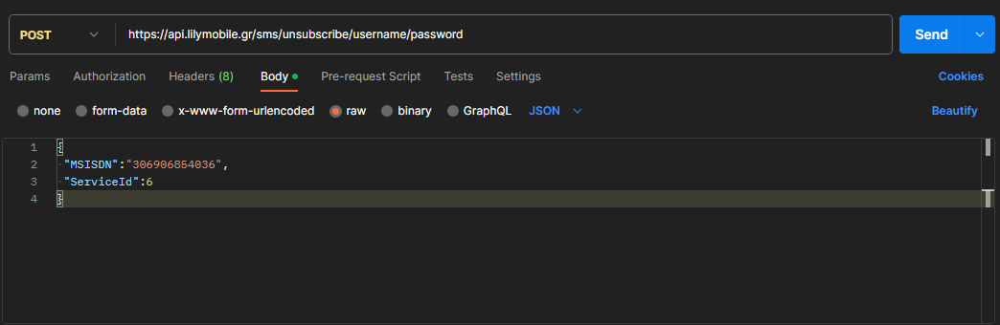 POST https://api.lilymobile.gr/sms/unsubscribe/username/password Send
Params Authorization Headers (8) Body Pre-request Script Tests Settings Cookies
none form-data x-www-form-urlencoded raw binary GraphQL JSON Beautify
1 {
2 "MSISDN":"306906854036",
3 "ServiceId":6
4 }